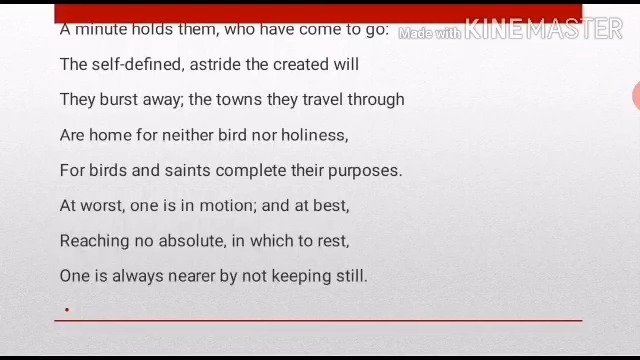 A minute holds them, who have come to go:
Made with KINEMASTER
The self-defined, astride the created will
They burst away; the towns they travel through
Are home for neither bird nor holiness,
For birds and saints complete their purposes.
At worst, one is in motion; and at best,
Reaching no absolute, in which to rest,
One is always nearer by not keeping still.